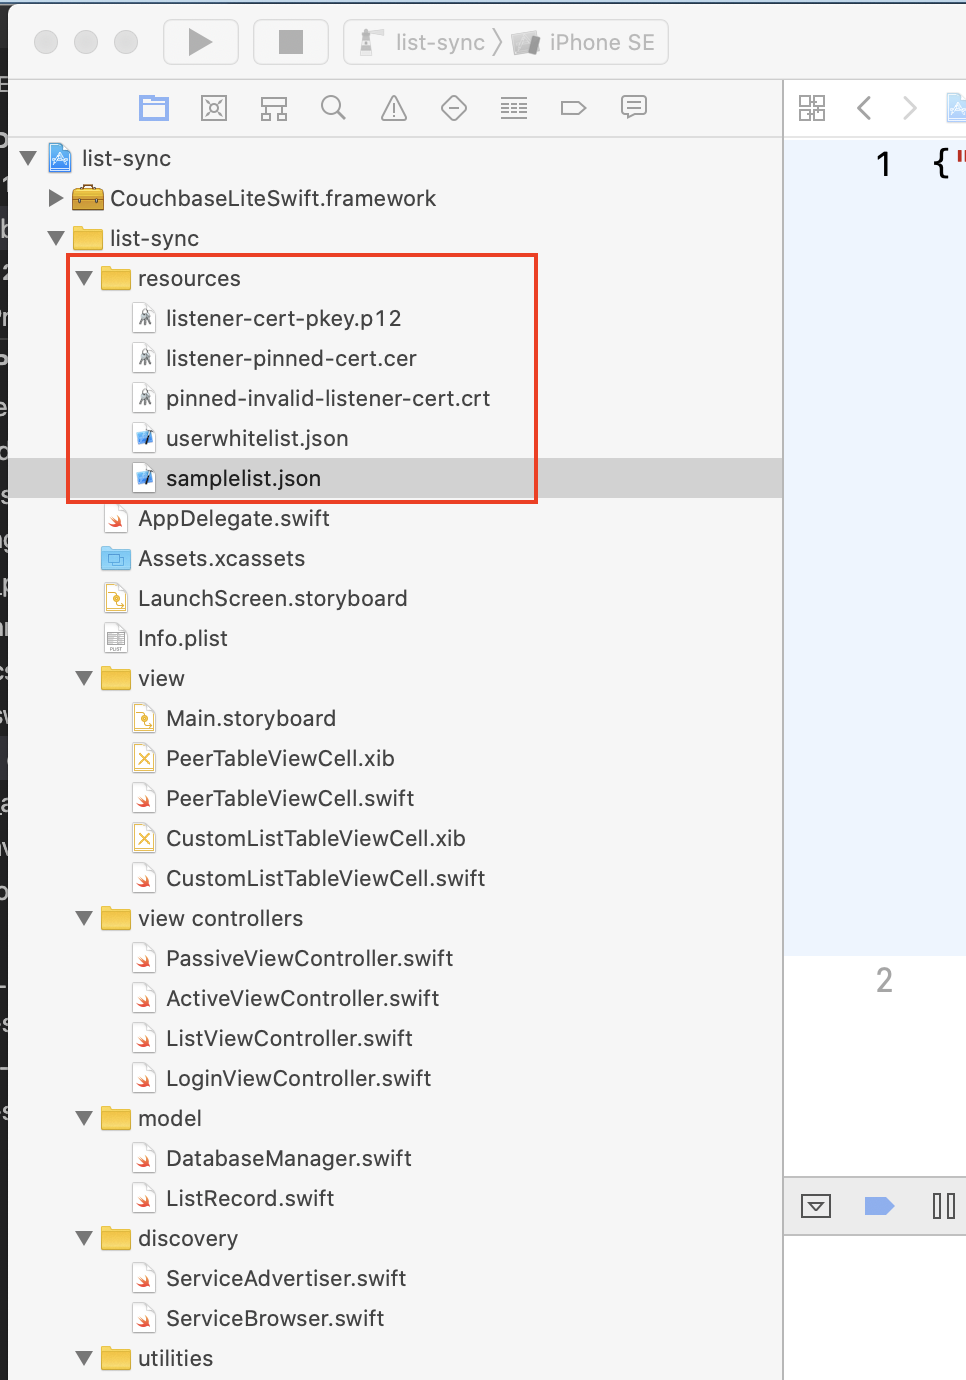 list-sync
iPhone SE
list-sync
CouchbaseLiteSwift.framework
list-sync
resources
listener-cert-pkey.p12
listener-pinned-cert.cer
pinned-invalid-listener-cert.crt
userwhitelist.json
samplelist.json
AppDelegate.swift
Assets.xcassets
LaunchScreen.storyboard
Info.plist
view
Main.storyboard
PeerTableViewCell.xib
PeerTableViewCell.swift
CustomListTableViewCell.xib
CustomListTableViewCell.swift
view controllers
PassiveViewController.swift
ActiveViewController.swift
ListViewController.swift
LoginViewController.swift
model
DatabaseManager.swift
ListRecord.swift
discovery
ServiceAdvertiser.swift
ServiceBrowser.swift
utilities
1 {"
2